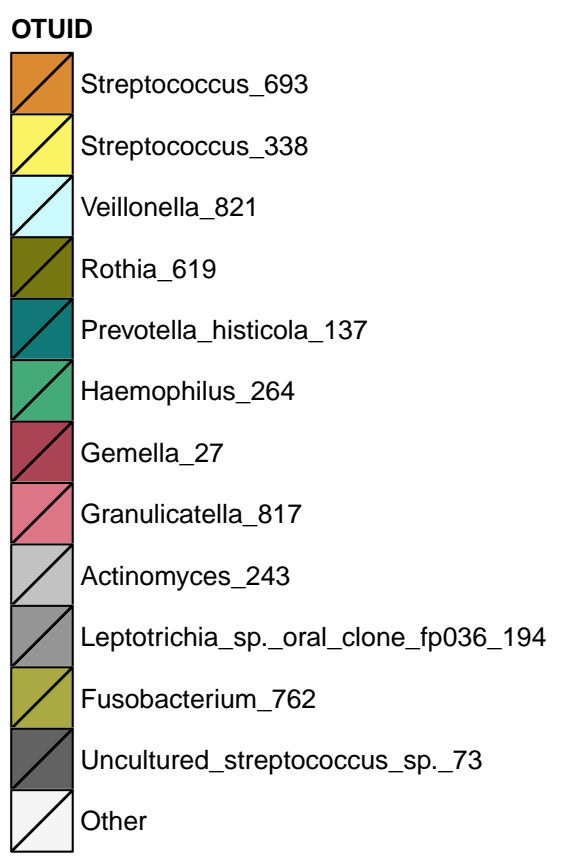 OTUID
Streptococcus_693
Streptococcus_338
Veillonella_821
Rothia_619
Prevotella_histicola_137
Haemophilus_264
Gemella_27
Granulicatella_817
Actinomyces_243
Leptotrichia_sp._oral_clone_fp036_194
Fusobacterium_762
Uncultured_streptococcus_sp._73
Other